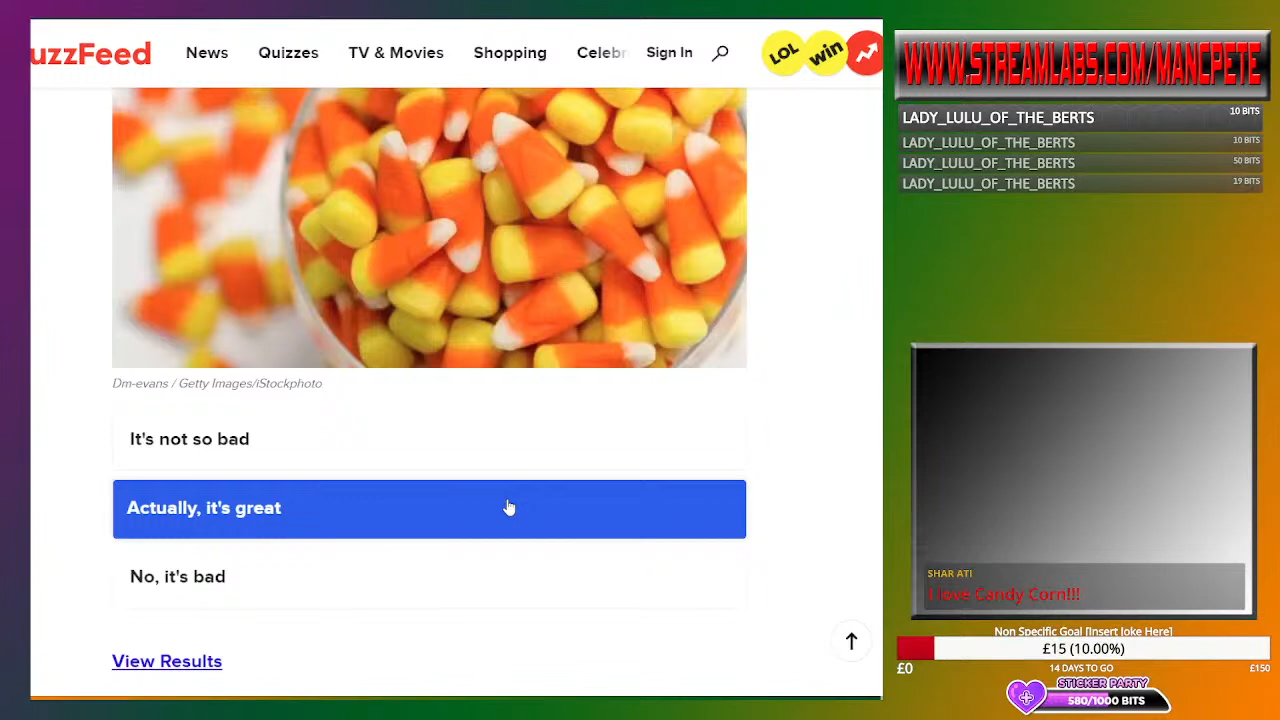 uzzFeed
News
Quizzes
TV & Movies
Shopping
Celebr
Sign In
LOL
win
Dm-evans / Getty Images/iStockphoto
It's not so bad
Actually, it's great
No, it's bad
View Results
WWW.STREAMLABS.COM/MANCPETE
LADY_LULU_OF_THE_BERTS 10 BITS
LADY_LULU_OF_THE_BERTS 10 BITS
LADY_LULU_OF_THE_BERTS 50 BITS
LADY_LULU_OF_THE_BERTS 19 BITS
SHAR ATI
I love Candy Corn!!!
Non Specific Goal [Insert Joke Here]
£15 (10.00%)
£0 14 DAYS TO GO £150
STICKER PARTY
580/1000 BITS